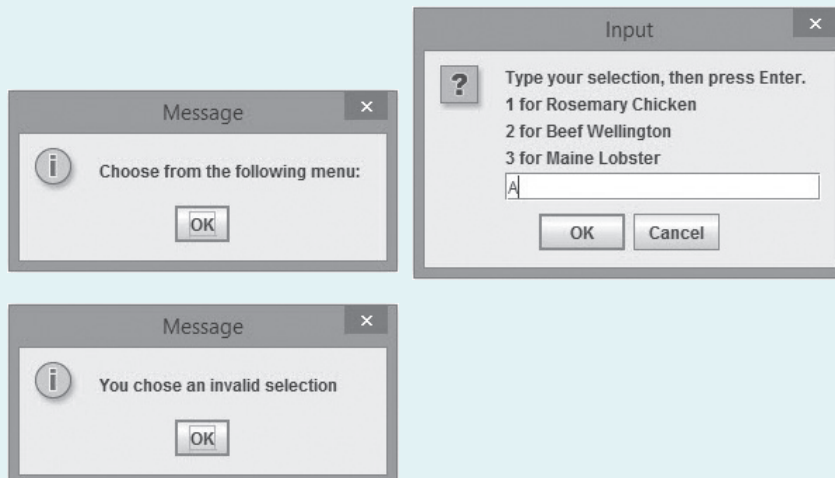 Message
×
i
Choose from the following menu:
OK
Input
×
?
Type your selection, then press Enter.
1 for Rosemary Chicken
2 for Beef Wellington
3 for Maine Lobster
A
OK Cancel
Message
×
i
You chose an invalid selection
OK